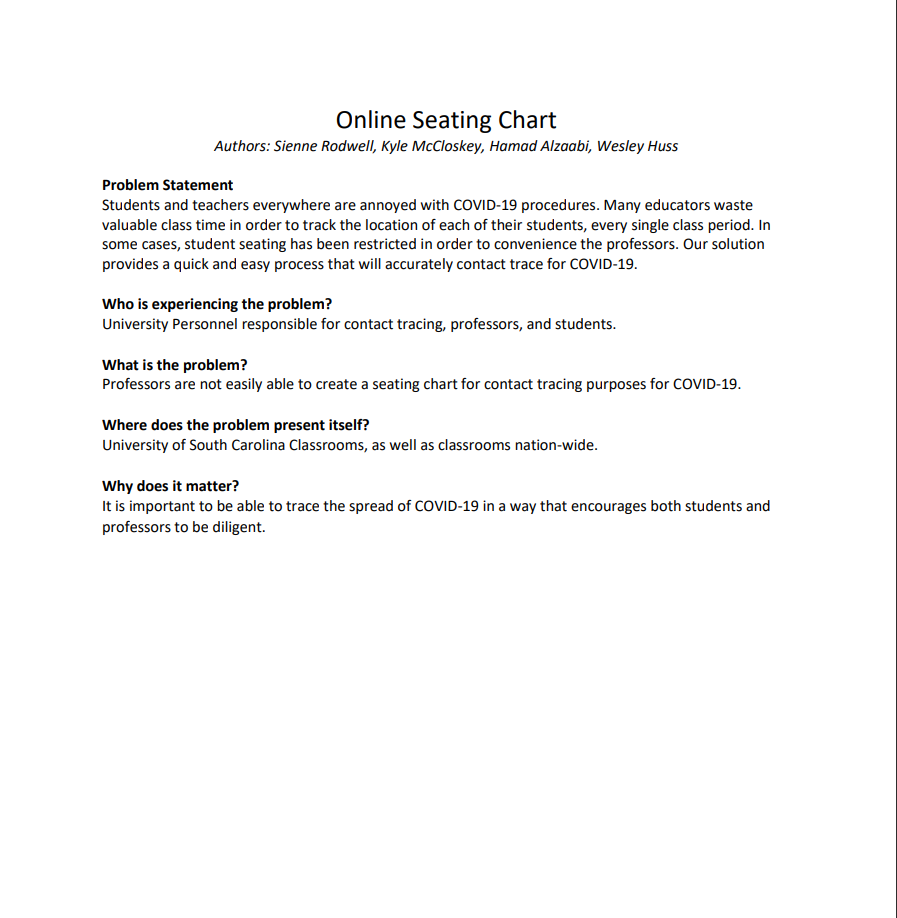 Online Seating Chart
Authors: Sienne Rodwell, Kyle McCloskey, Hamad Alzaabi, Wesley Huss
Problem Statement
Students and teachers everywhere are annoyed with COVID-19 procedures. Many educators waste
valuable class time in order to track the location of each of their students, every single class period. In
some cases, student seating has been restricted in order to convenience the professors. Our solution
provides a quick and easy process that will accurately contact trace for COVID-19.
Who is experiencing the problem?
University Personnel responsible for contact tracing, professors, and students.
What is the problem?
Professors are not easily able to create a seating chart for contact tracing purposes for COVID-19.
Where does the problem present itself?
University of South Carolina Classrooms, as well as classrooms nation-wide.
Why does it matter?
It is important to be able to trace the spread of COVID-19 in a way that encourages both students and
professors to be diligent.